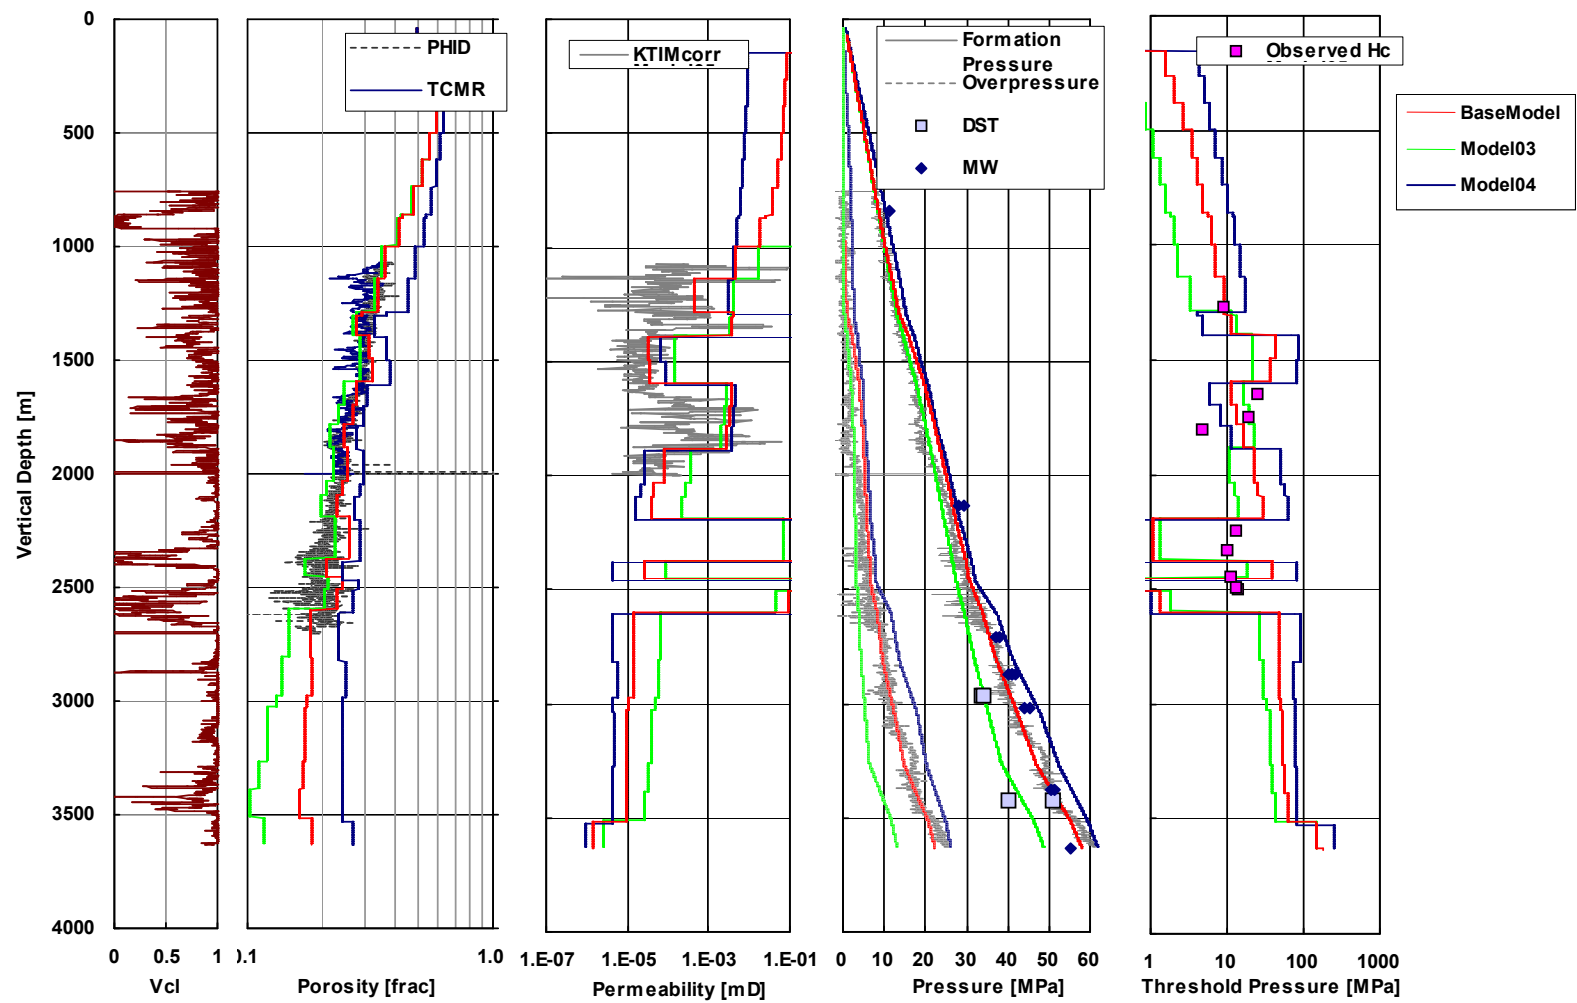 0
500
1000
1500
2000
2500
3000
3500
4000
Vertical Depth [m]
0 0.5 1
Vcl
PHID
TCMR
).1 1.0
Porosity [frac]
KTIMcorr
1.E-07 1.E-05 1.E-03 1.E-01
Permeability [mD]
Formation
Pressure
Overpressure
DST
MW
0 10 20 30 40 50 60
Pressure [MPa]
Observed Hc
1 10 100 1000
Threshold Pressure [MPa]
BaseModel
Model03
Model04